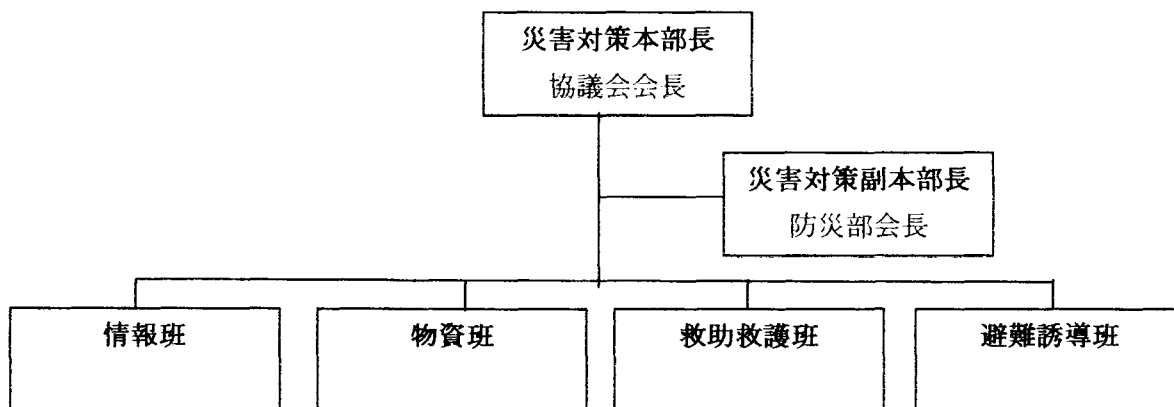 災害対策本部長
協議会会長
災害対策副本部長
防災部会長
情報班
物資班
救助救護班
避難誘導班